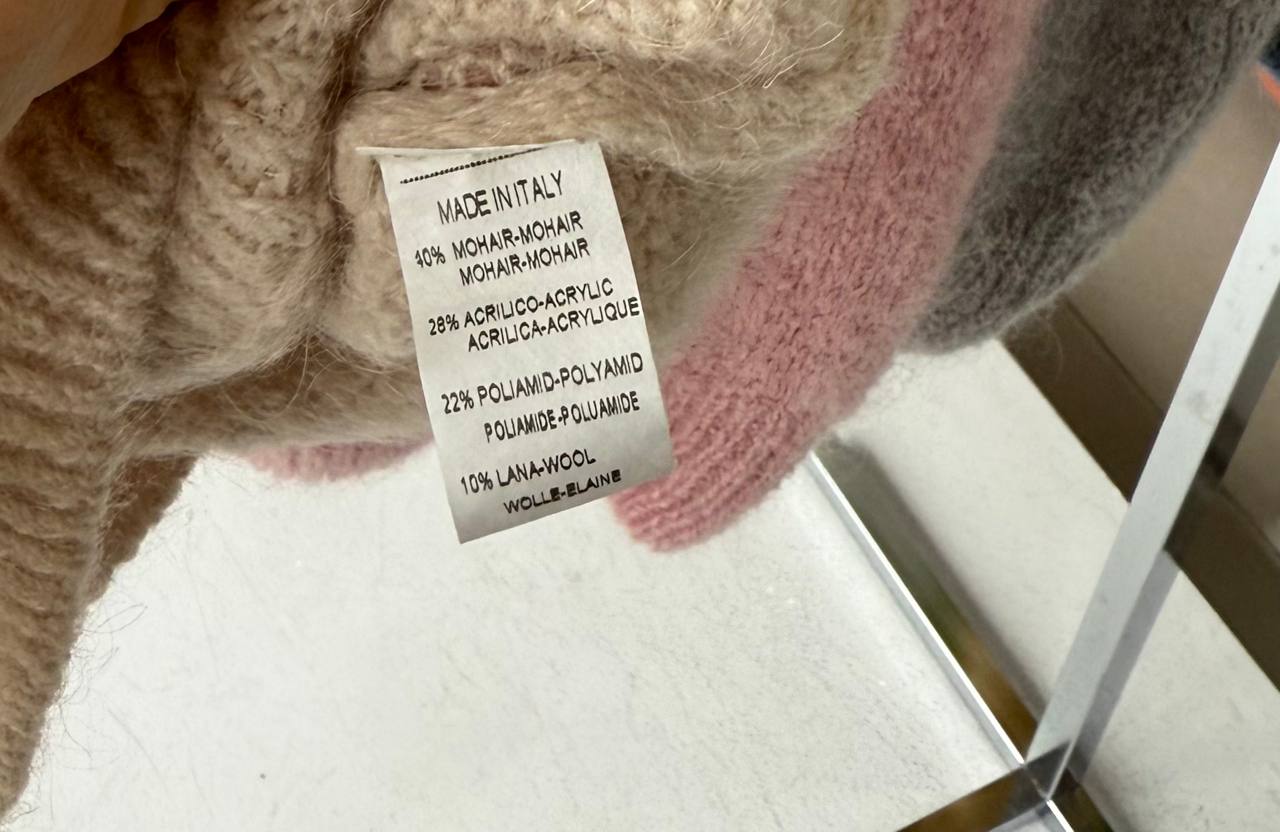 MADE IN ITALY
40% MOHAIR-MOHAIR
MOHAIR-MOHAIR
28% ACRILICO-ACRYLIC
ACRILICA-ACRYLIQUE
22% POLIAMID-POLYAMID
POLIAMIDE-POLUAMIDE
10% LANA-WOOL
WOLLE-ELAINE